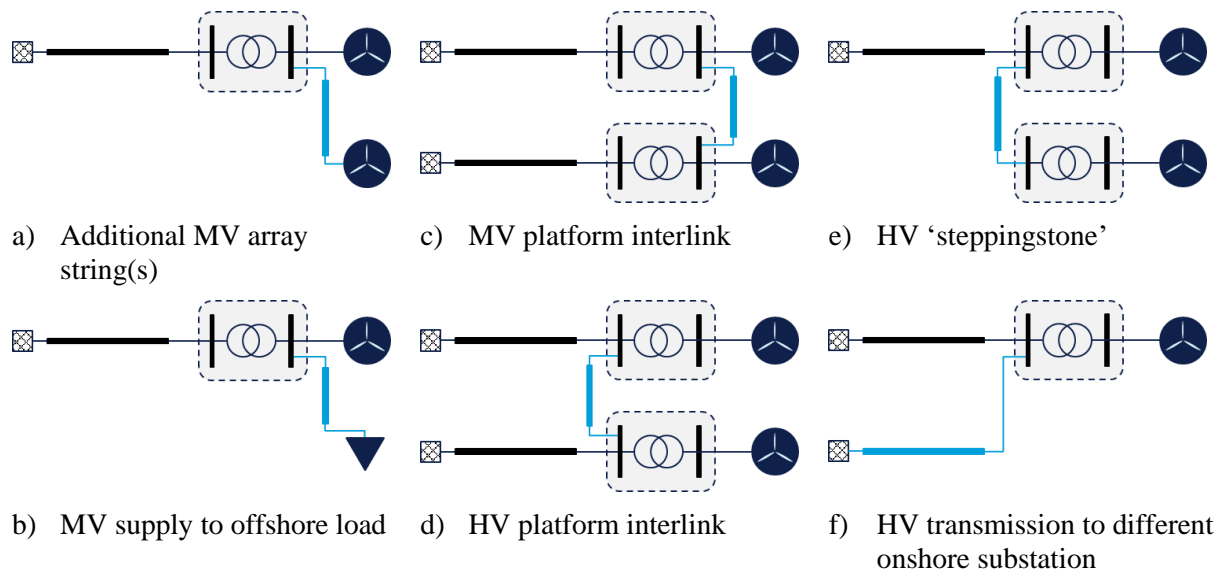 a) Additional MV array
string(s)
c) MV platform interlink
e) HV ‘steppingstone’
b) MV supply to offshore load
d) HV platform interlink
f) HV transmission to different
onshore substation